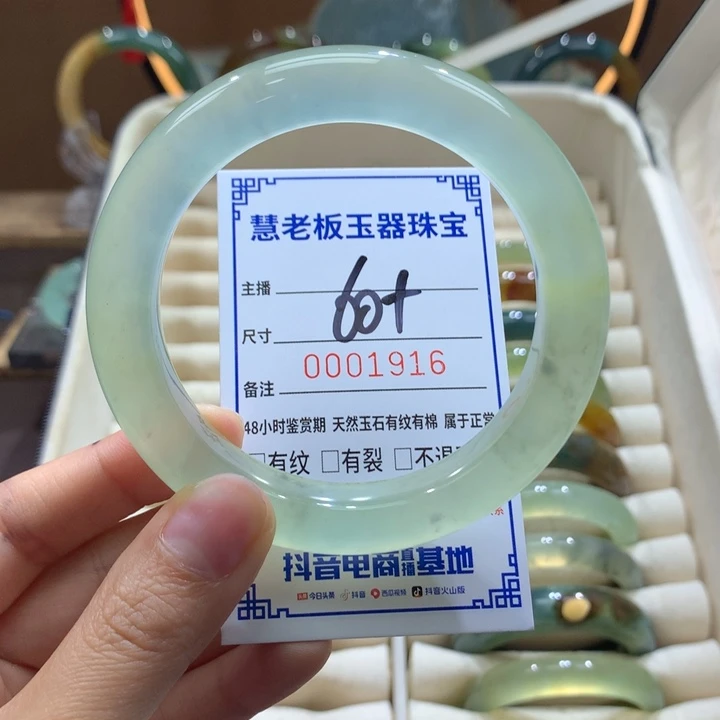 慧老板玉器珠宝
主播
60+
尺寸
0001916
备注
48小时鉴赏期 天然玉石有纹有棉 属于正常
□有纹 □有裂 □不退
抖音电商直播基地
今日头条 抖音 西瓜视频 抖音火山版